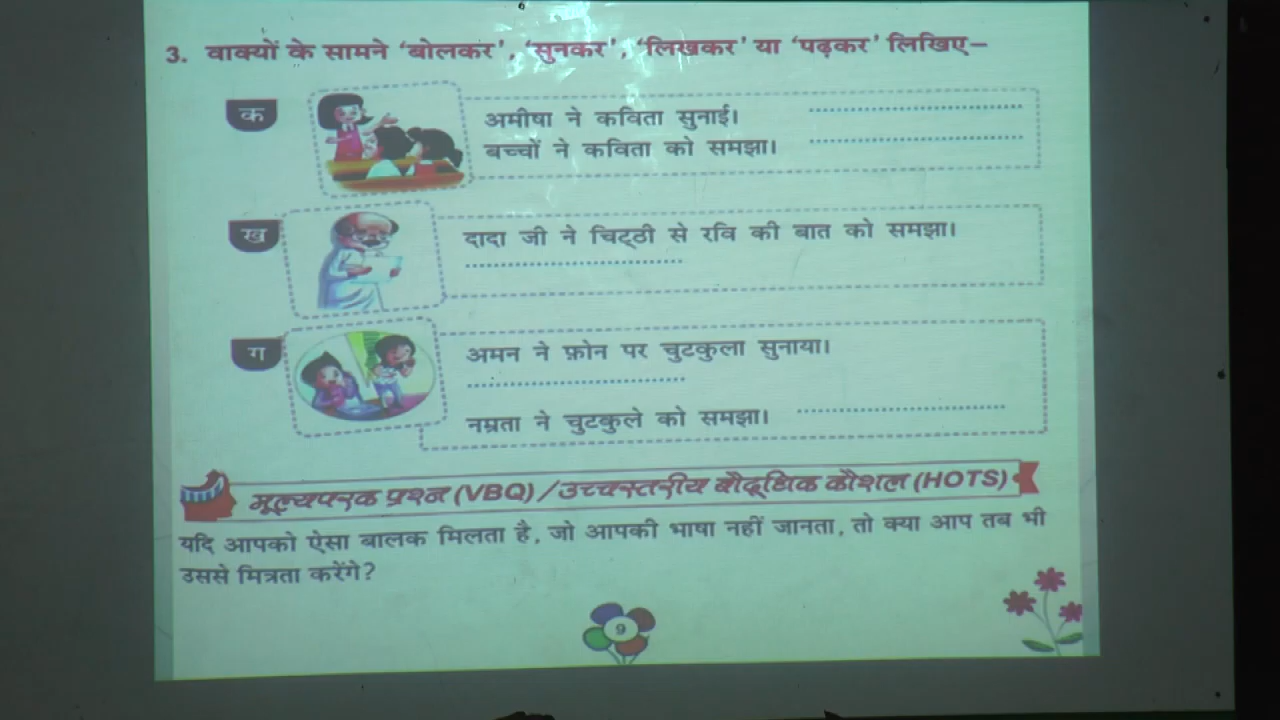 3. वाक्यों के सामने ‘बोलकर’, ‘सुनकर’, ‘लिखकर’ या ‘पढ़कर’ लिखिए–
क
अमीषा ने कविता सुनाई।
बच्चों ने कविता को समझा।
ख
दादा जी ने चिट्ठी से रवि की बात को समझा।
ग
अमन ने फ़ोन पर चुटकुला सुनाया।
नम्रता ने चुटकुले को समझा।
मूल्यपरक प्रश्न (VBQ) / उच्चस्तरीय बौद्धिक कौशल (HOTS)
यदि आपको ऐसा बालक मिलता है, जो आपकी भाषा नहीं जानता, तो क्या आप तब भी
उससे मित्रता करेंगे?
9